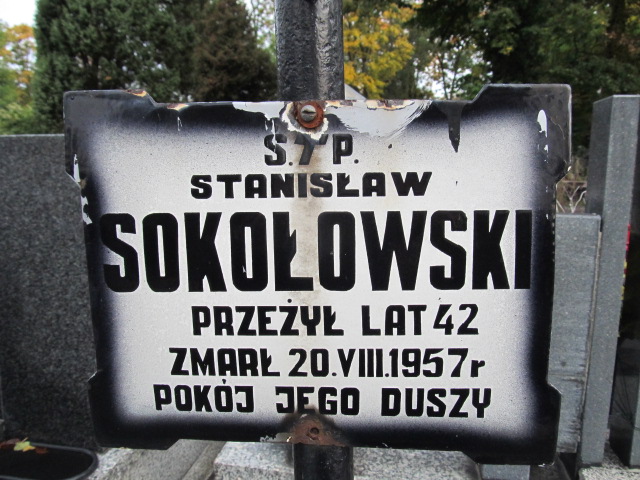 S. † P.
STANISŁAW
SOKOŁOWSKI
PRZEŻYŁ LAT 42
ZMARŁ 20.VIII.1957r
POKÓJ JEGO DUSZY